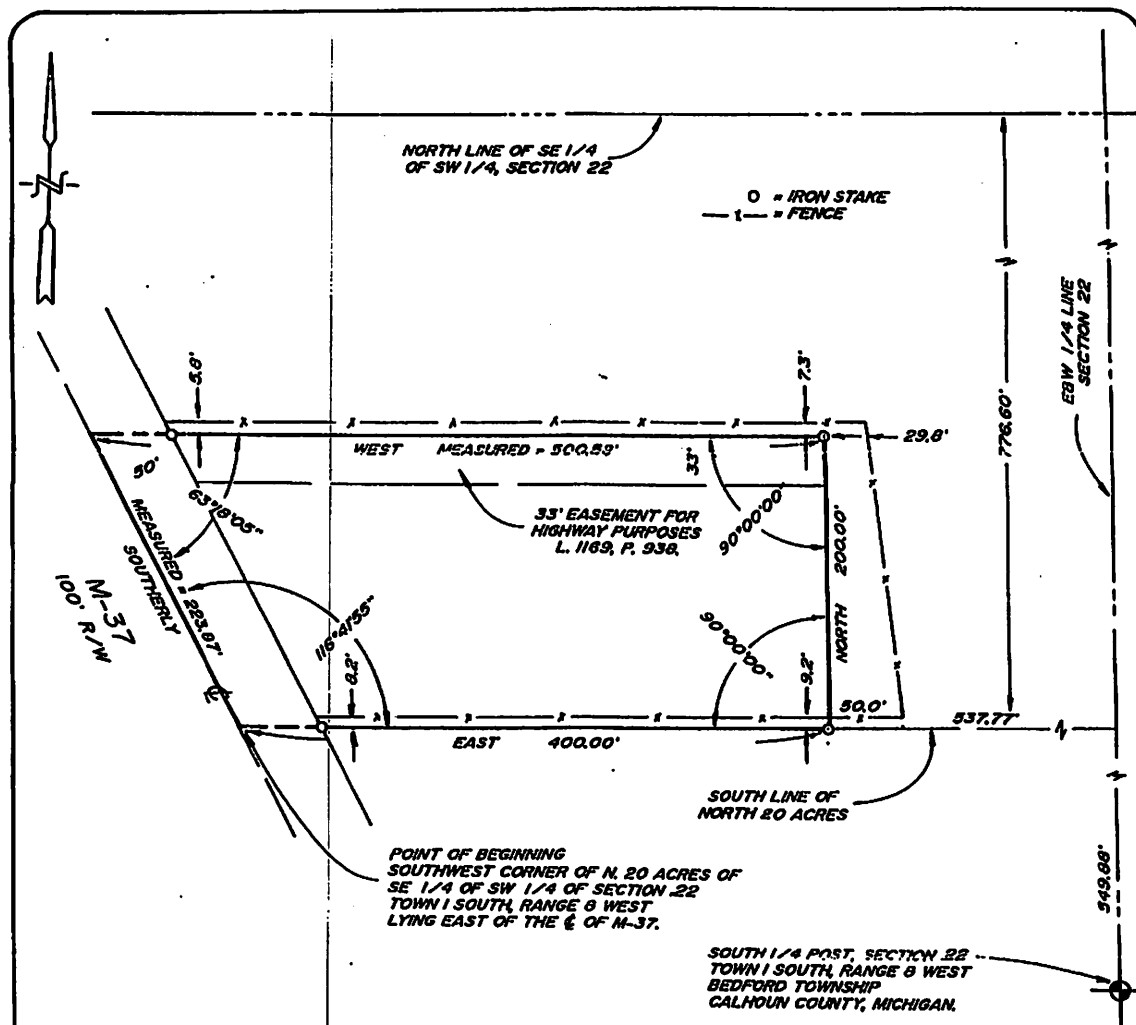 NORTH LINE OF SE 1/4
OF SW 1/4, SECTION 22
O = IRON STAKE
—x— = FENCE
776.60'
E&W 1/4 LINE
SECTION 22
5.8'
7.3'
29.8'
WEST MEASURED = 500.59'
33'
50'
63°18'05"
33' EASEMENT FOR
HIGHWAY PURPOSES
L. 1169, P. 938.
90°00'00"
MEASURED = 223.87'
SOUTHERLY
NORTH 200.00'
M-37
100' R/W
116°41'55"
90°00'00"
8.2'
9.2'
50.0'
537.77'
℄
EAST 400.00'
SOUTH LINE OF
NORTH 20 ACRES
POINT OF BEGINNING
SOUTHWEST CORNER OF N. 20 ACRES OF
SE 1/4 OF SW 1/4 OF SECTION 22
TOWN 1 SOUTH, RANGE 8 WEST
LYING EAST OF THE ℄ OF M-37.
549.88'
SOUTH 1/4 POST, SECTION 22
TOWN 1 SOUTH, RANGE 8 WEST
BEDFORD TOWNSHIP
CALHOUN COUNTY, MICHIGAN.